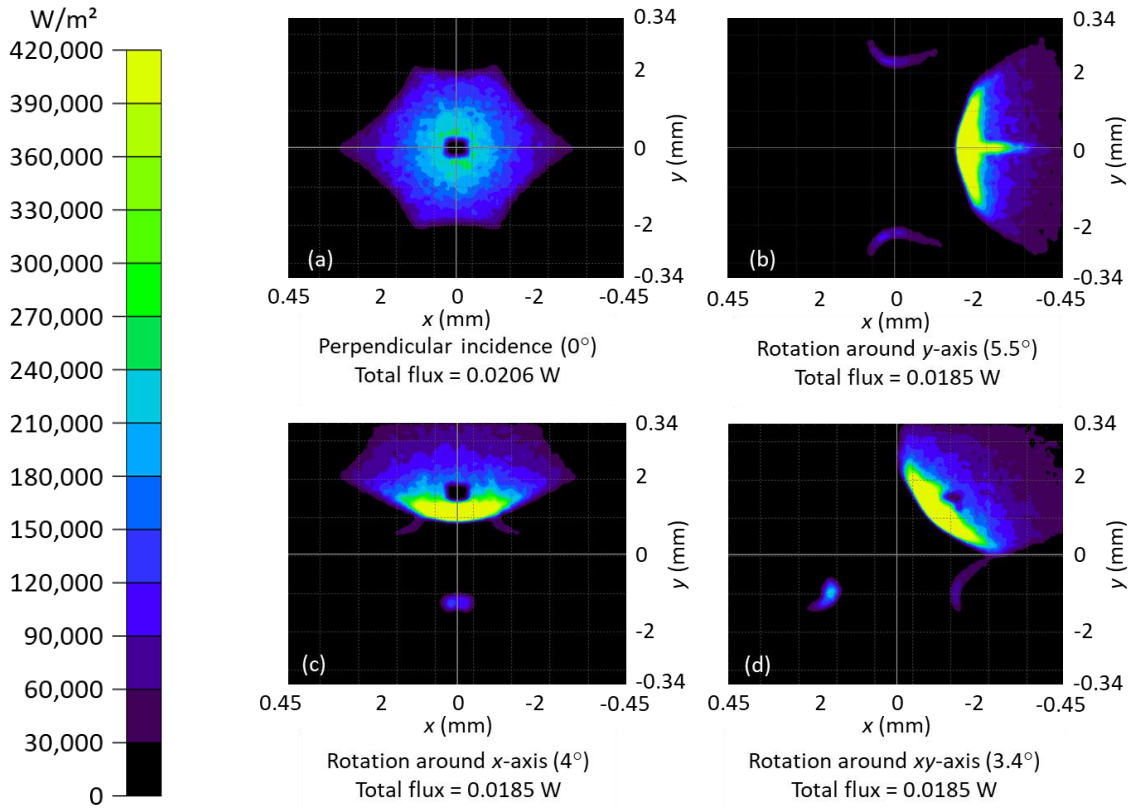 W/m²
420,000
390,000
360,000
330,000
300,000
270,000
240,000
210,000
180,000
150,000
120,000
90,000
60,000
30,000
0
0.34
2
0
-2
-0.34
y (mm)
(a)
0.45 2 0 -2 -0.45
x (mm)
Perpendicular incidence (0°)
Total flux = 0.0206 W
0.34
2
0
-2
-0.34
y (mm)
(b)
0.45 2 0 -2 -0.45
x (mm)
Rotation around y-axis (5.5°)
Total flux = 0.0185 W
0.34
2
0
-2
-0.34
y (mm)
(c)
0.45 2 0 -2 -0.45
x (mm)
Rotation around x-axis (4°)
Total flux = 0.0185 W
0.34
2
0
-2
-0.34
y (mm)
(d)
0.45 2 0 -2 -0.45
x (mm)
Rotation around xy-axis (3.4°)
Total flux = 0.0185 W